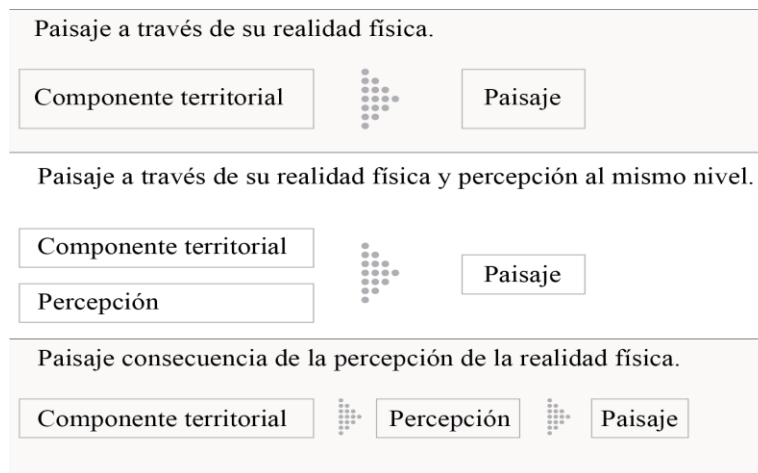 Paisaje a través de su realidad física.
Componente territorial
Paisaje
Paisaje a través de su realidad física y percepción al mismo nivel.
Componente territorial
Percepción
Paisaje
Paisaje consecuencia de la percepción de la realidad física.
Componente territorial
Percepción
Paisaje